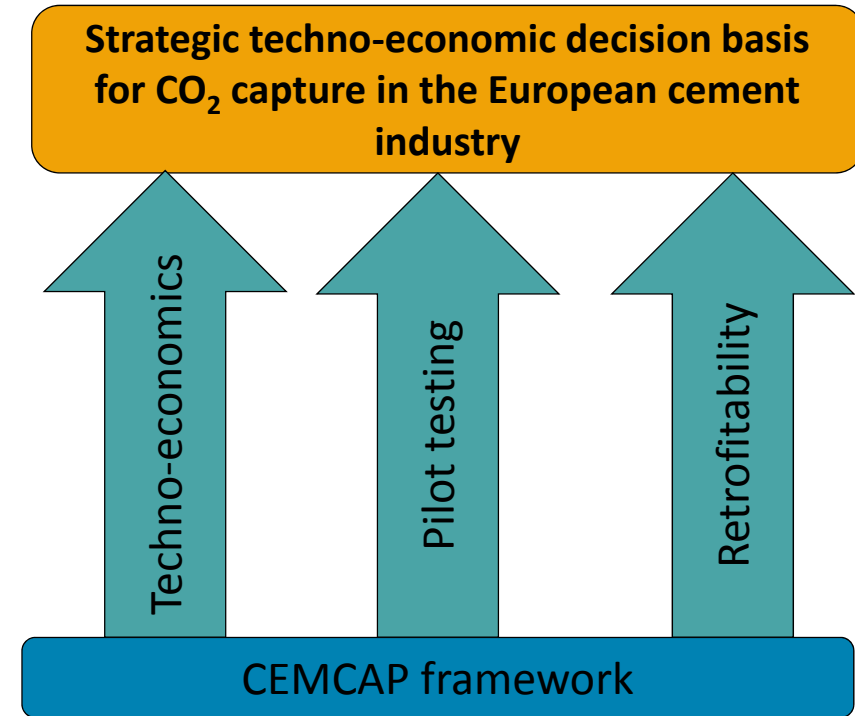 Strategic techno-economic decision basis
for CO₂ capture in the European cement
industry
Techno-economics
Pilot testing
Retrofitability
CEMCAP framework